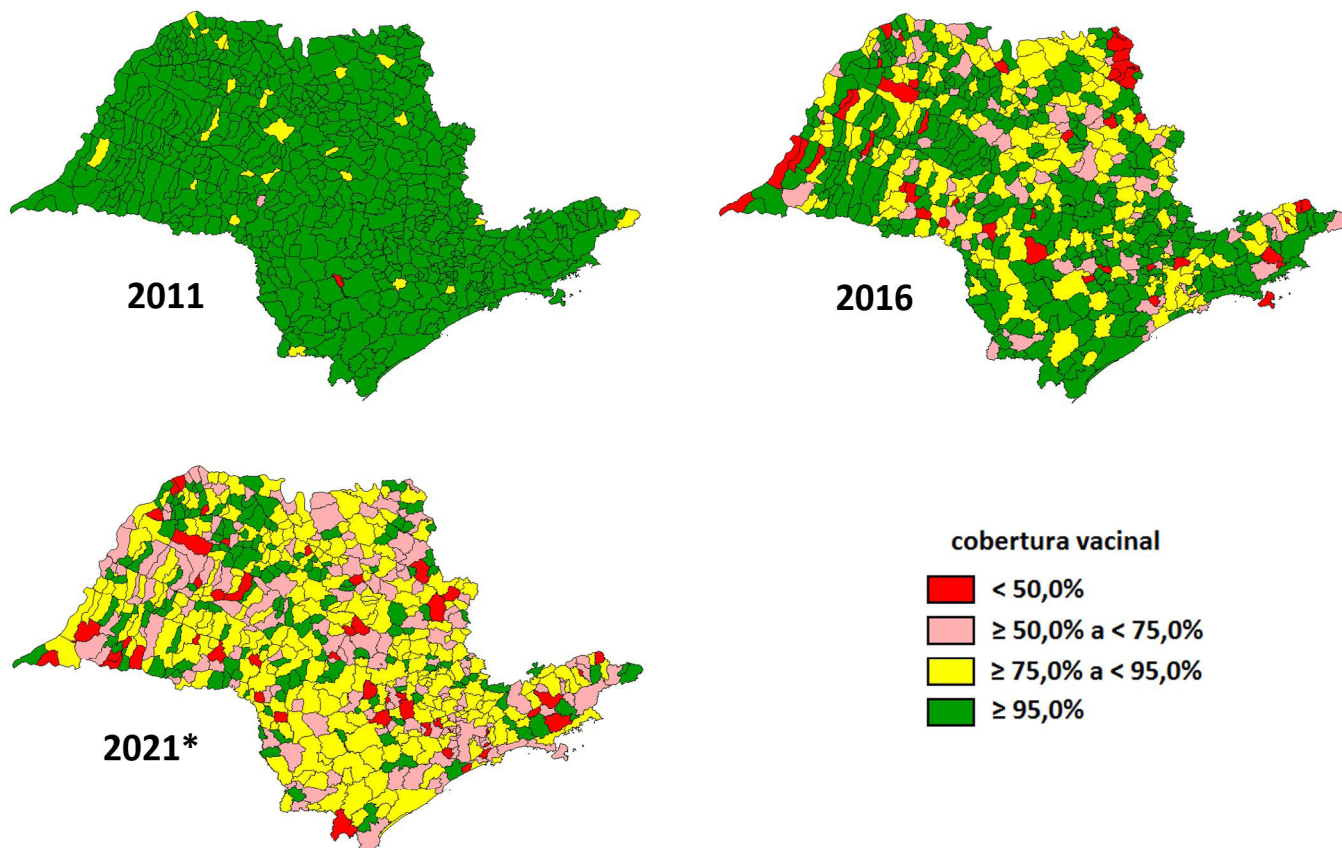 2011
2016
2021*
cobertura vacinal
< 50,0%
≥ 50,0% a < 75,0%
≥ 75,0% a < 95,0%
≥ 95,0%